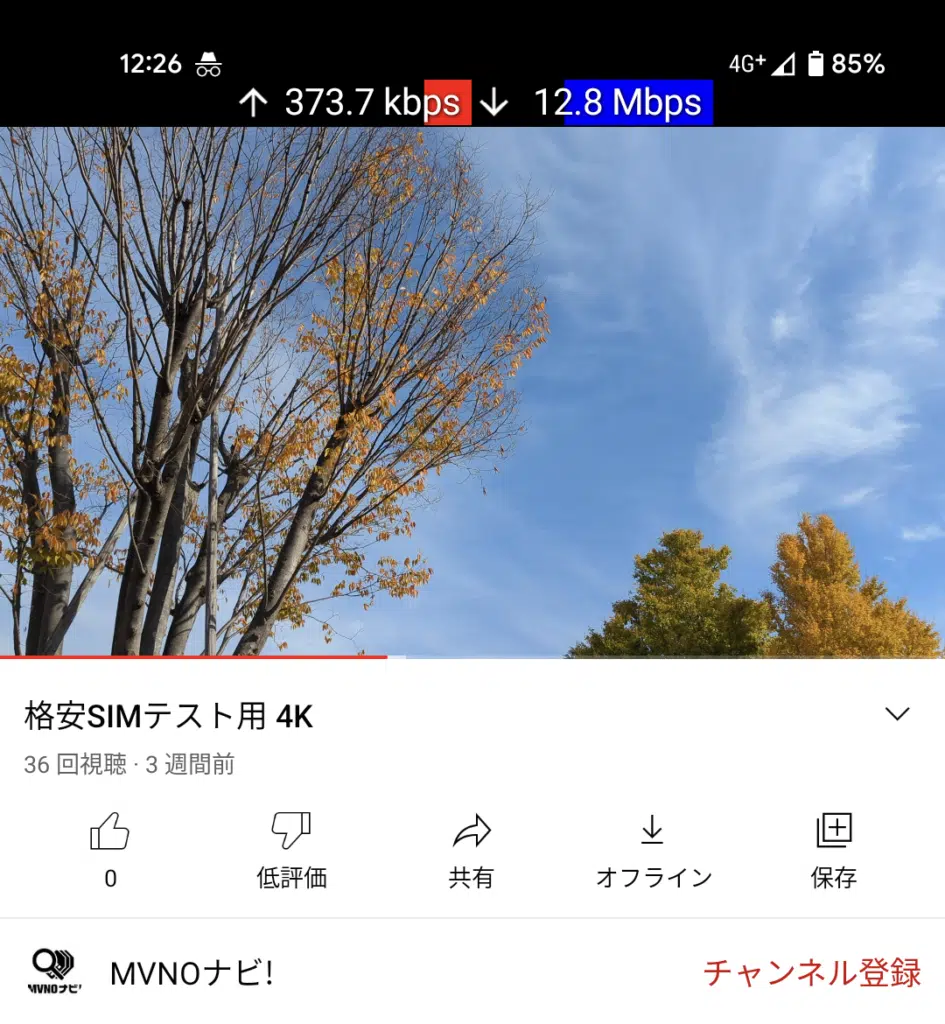 12:26 4G+ 85%
↑ 373.7 kbps ↓ 12.8 Mbps
格安SIMテスト用 4K
36 回視聴 · 3 週間前
0 低評価 共有 オフライン 保存
MVNOナビ! MVNOナビ! チャンネル登録